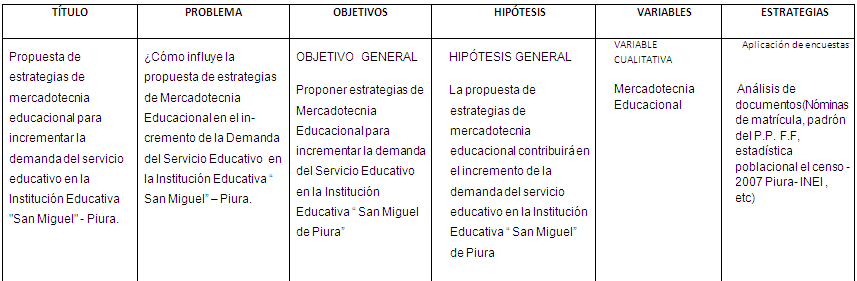 TÍTULO
PROBLEMA
OBJETIVOS
HIPÓTESIS
VARIABLES
ESTRATEGIAS
Propuesta de
estrategias de
mercadotecnia
educacional para
incrementar la
demanda del servicio
educativo en la
Institución Educativa
"San Miguel" - Piura.
¿Cómo influye la
propuesta de estrategias
de Mercadotecnia
Educacional en el in-
cremento de la Demanda
del Servicio Educativo en
la Institución Educativa “
San Miguel” – Piura.
OBJETIVO GENERAL
Proponer estrategias de
Mercadotecnia
Educacional para
incrementar la demanda
del Servicio Educativo
en la Institución
Educativa “ San Miguel
de Piura”
HIPÓTESIS GENERAL
La propuesta de
estrategias de
mercadotecnia
educacional contribuirá en
el incremento de la
demanda del servicio
educativo en la Institución
Educativa “ San Miguel”
de Piura
VARIABLE
CUALITATIVA
Mercadotecnia
Educacional
Aplicación de encuestas
Análisis de
documentos(Nóminas
de matrícula, padrón
del P.P. F.F,
estadística
poblacional el censo -
2007 Piura- INEI ,
etc)